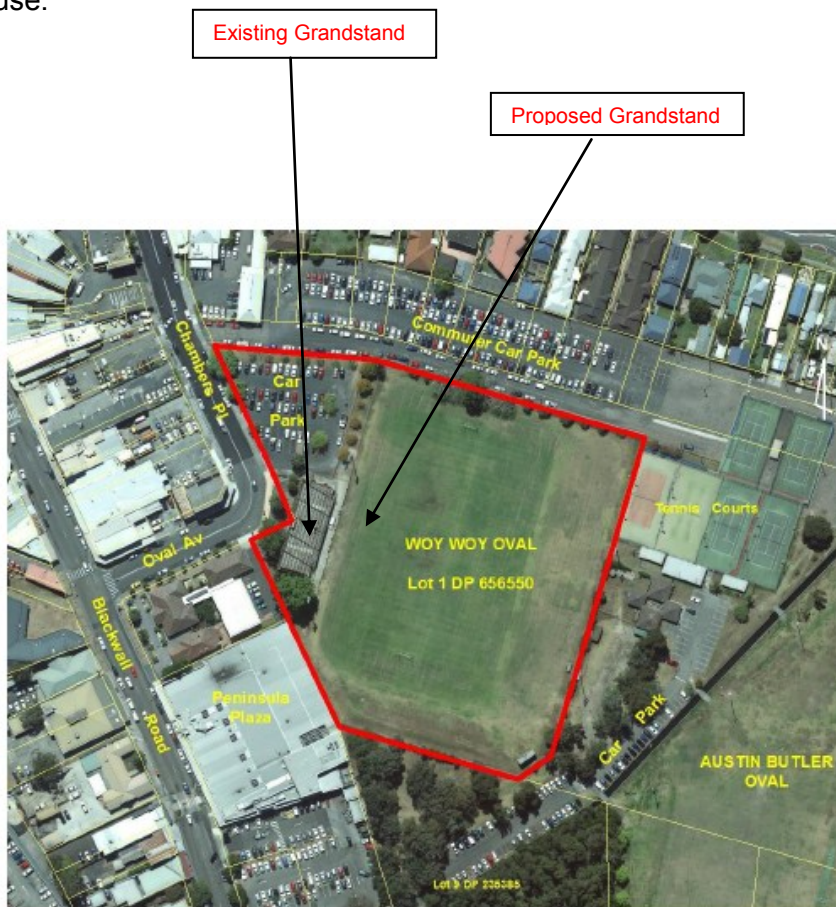 use.
Existing Grandstand
Proposed Grandstand
Chambers PL
Commuter Car Park
Car
Park
Tennis Courts
Oval Av
WOY WOY OVAL
Lot 1 DP 656550
Blackwall
Road
Peninsula
Plaza
Car Park
AUSTIN BUTLER
OVAL